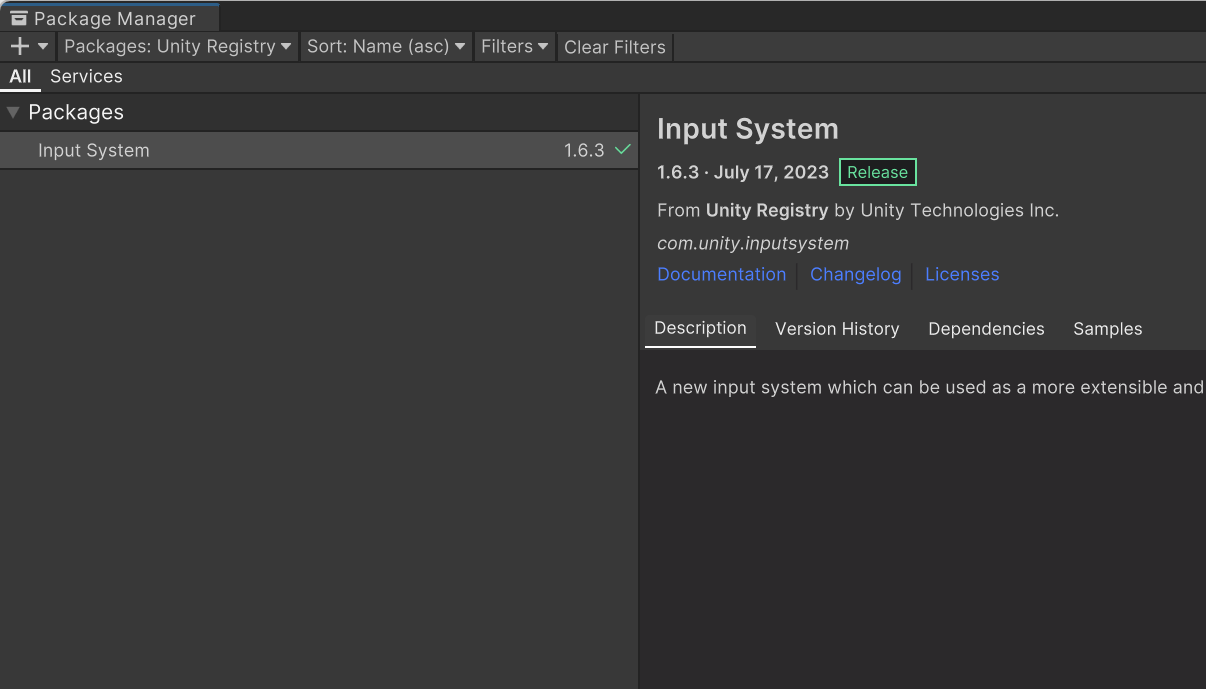 Package Manager
Packages: Unity Registry Sort: Name (asc) Filters Clear Filters
All Services
Packages
Input System 1.6.3
Input System
1.6.3 · July 17, 2023 Release
From Unity Registry by Unity Technologies Inc.
com.unity.inputsystem
Documentation Changelog Licenses
Description Version History Dependencies Samples
A new input system which can be used as a more extensible and